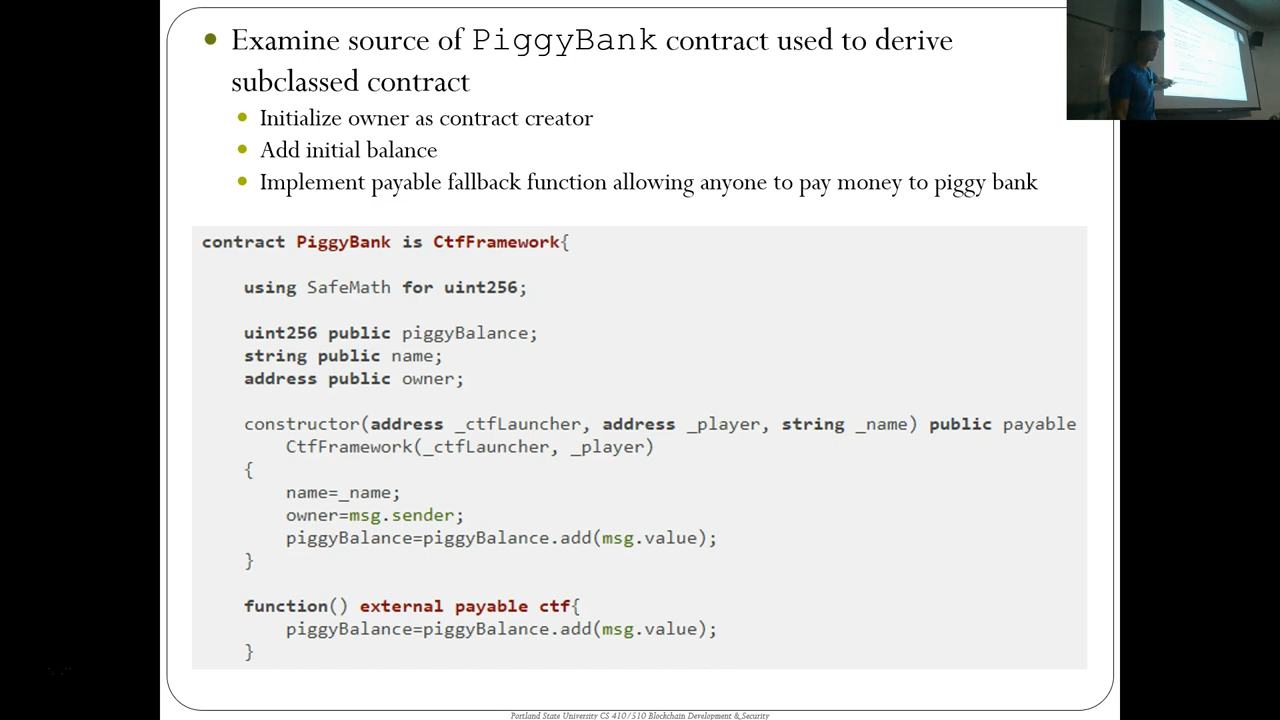 Examine source of PiggyBank contract used to derive
subclassed contract
Initialize owner as contract creator
Add initial balance
Implement payable fallback function allowing anyone to pay money to piggy bank
contract PiggyBank is CtfFramework{
using SafeMath for uint256;
uint256 public piggyBalance;
string public name;
address public owner;
constructor(address _ctfLauncher, address _player, string _name) public payable
CtfFramework(_ctfLauncher, _player)
{
name=_name;
owner=msg.sender;
piggyBalance=piggyBalance.add(msg.value);
}
function() external payable ctf{
piggyBalance=piggyBalance.add(msg.value);
}
Portland State University CS 410/510 Blockchain Development & Security